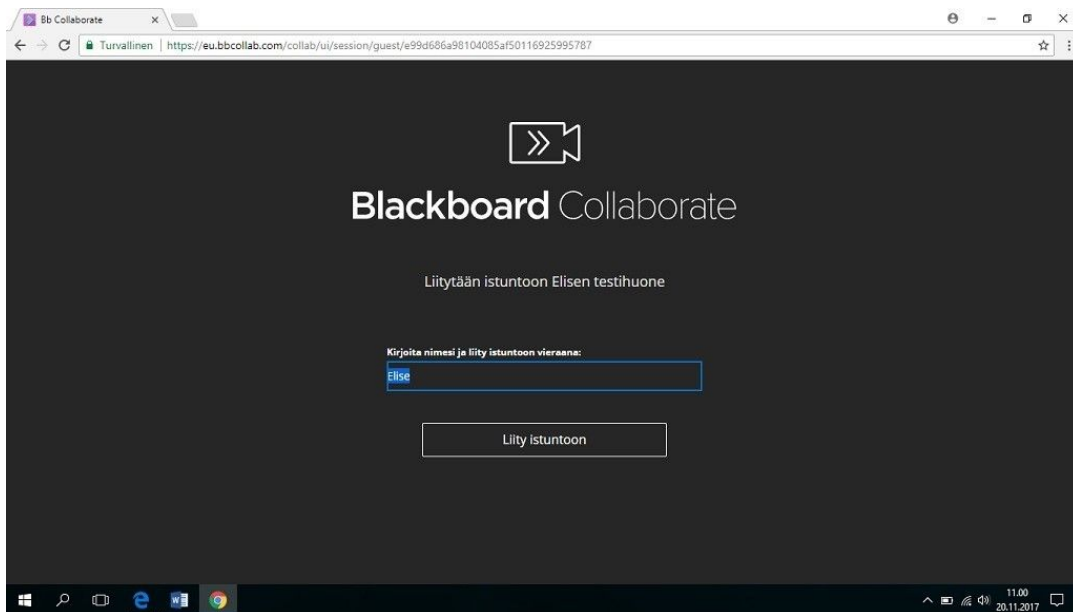 Bb Collaborate
Turvallinen | https://eu.bbcollab.com/collab/ui/session/guest/e99d686a98104085af50116925995787
Blackboard Collaborate
Liitytään istuntoon Elisen testihuone
Kirjoita nimesi ja liity istuntoon vieraana:
Elise
Liity istuntoon
11.00
20.11.2017